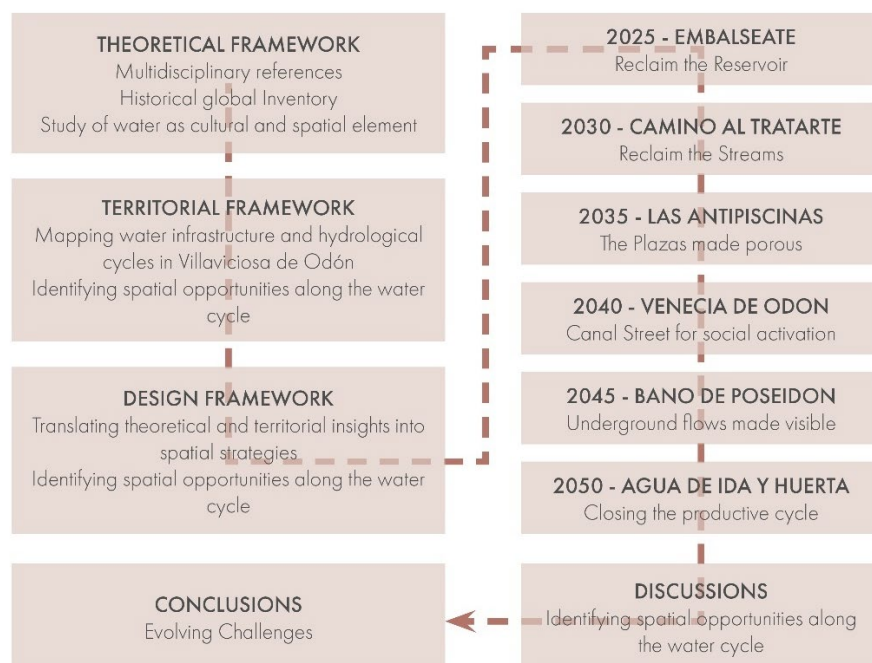 THEORETICAL FRAMEWORK
Multidisciplinary references
Historical global Inventory
Study of water as cultural and spatial element
TERRITORIAL FRAMEWORK
Mapping water infrastructure and hydrological
cycles in Villaviciosa de Odón
Identifying spatial opportunities along the water
cycle
DESIGN FRAMEWORK
Translating theoretical and territorial insights into
spatial strategies
Identifying spatial opportunities along the water
cycle
2025 - EMBALSEATE
Reclaim the Reservoir
2030 - CAMINO AL TRATARTE
Reclaim the Streams
2035 - LAS ANTIPISCINAS
The Plazas made porous
2040 - VENECIA DE ODON
Canal Street for social activation
2045 - BANO DE POSEIDON
Underground flows made visible
2050 - AGUA DE IDA Y HUERTA
Closing the productive cycle
DISCUSSIONS
Identifying spatial opportunities along
the water cycle
CONCLUSIONS
Evolving Challenges